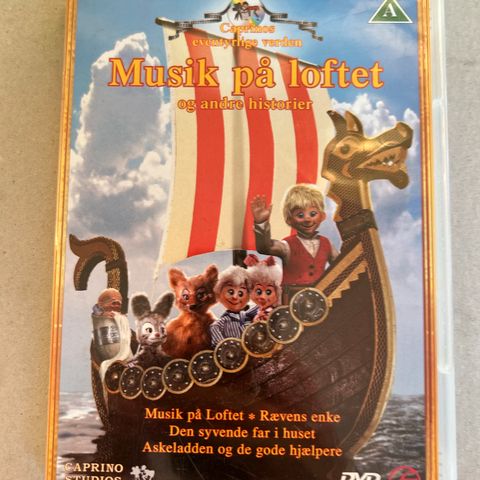 Caprinos
eventyrlige verden
A
Musik på loftet
og andre historier
Musik på Loftet * Rævens enke
Den syvende far i huset
Askeladden og de gode hjælpere
CAPRINO
STUDIOS
DVD